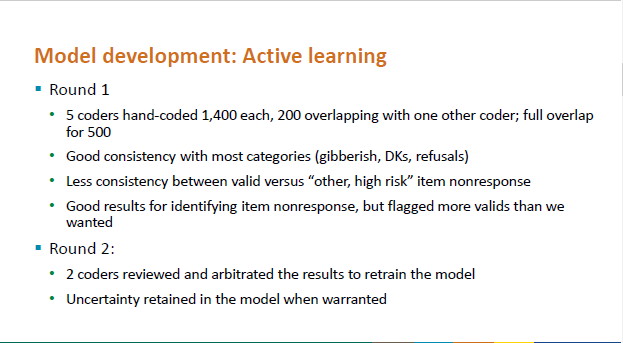 Model development: Active learning
▪ Round 1
• 5 coders hand-coded 1,400 each, 200 overlapping with one other coder; full overlap
for 500
• Good consistency with most categories (gibberish, DKs, refusals)
• Less consistency between valid versus “other, high risk” item nonresponse
• Good results for identifying item nonresponse, but flagged more valids than we
wanted
▪ Round 2:
• 2 coders reviewed and arbitrated the results to retrain the model
• Uncertainty retained in the model when warranted